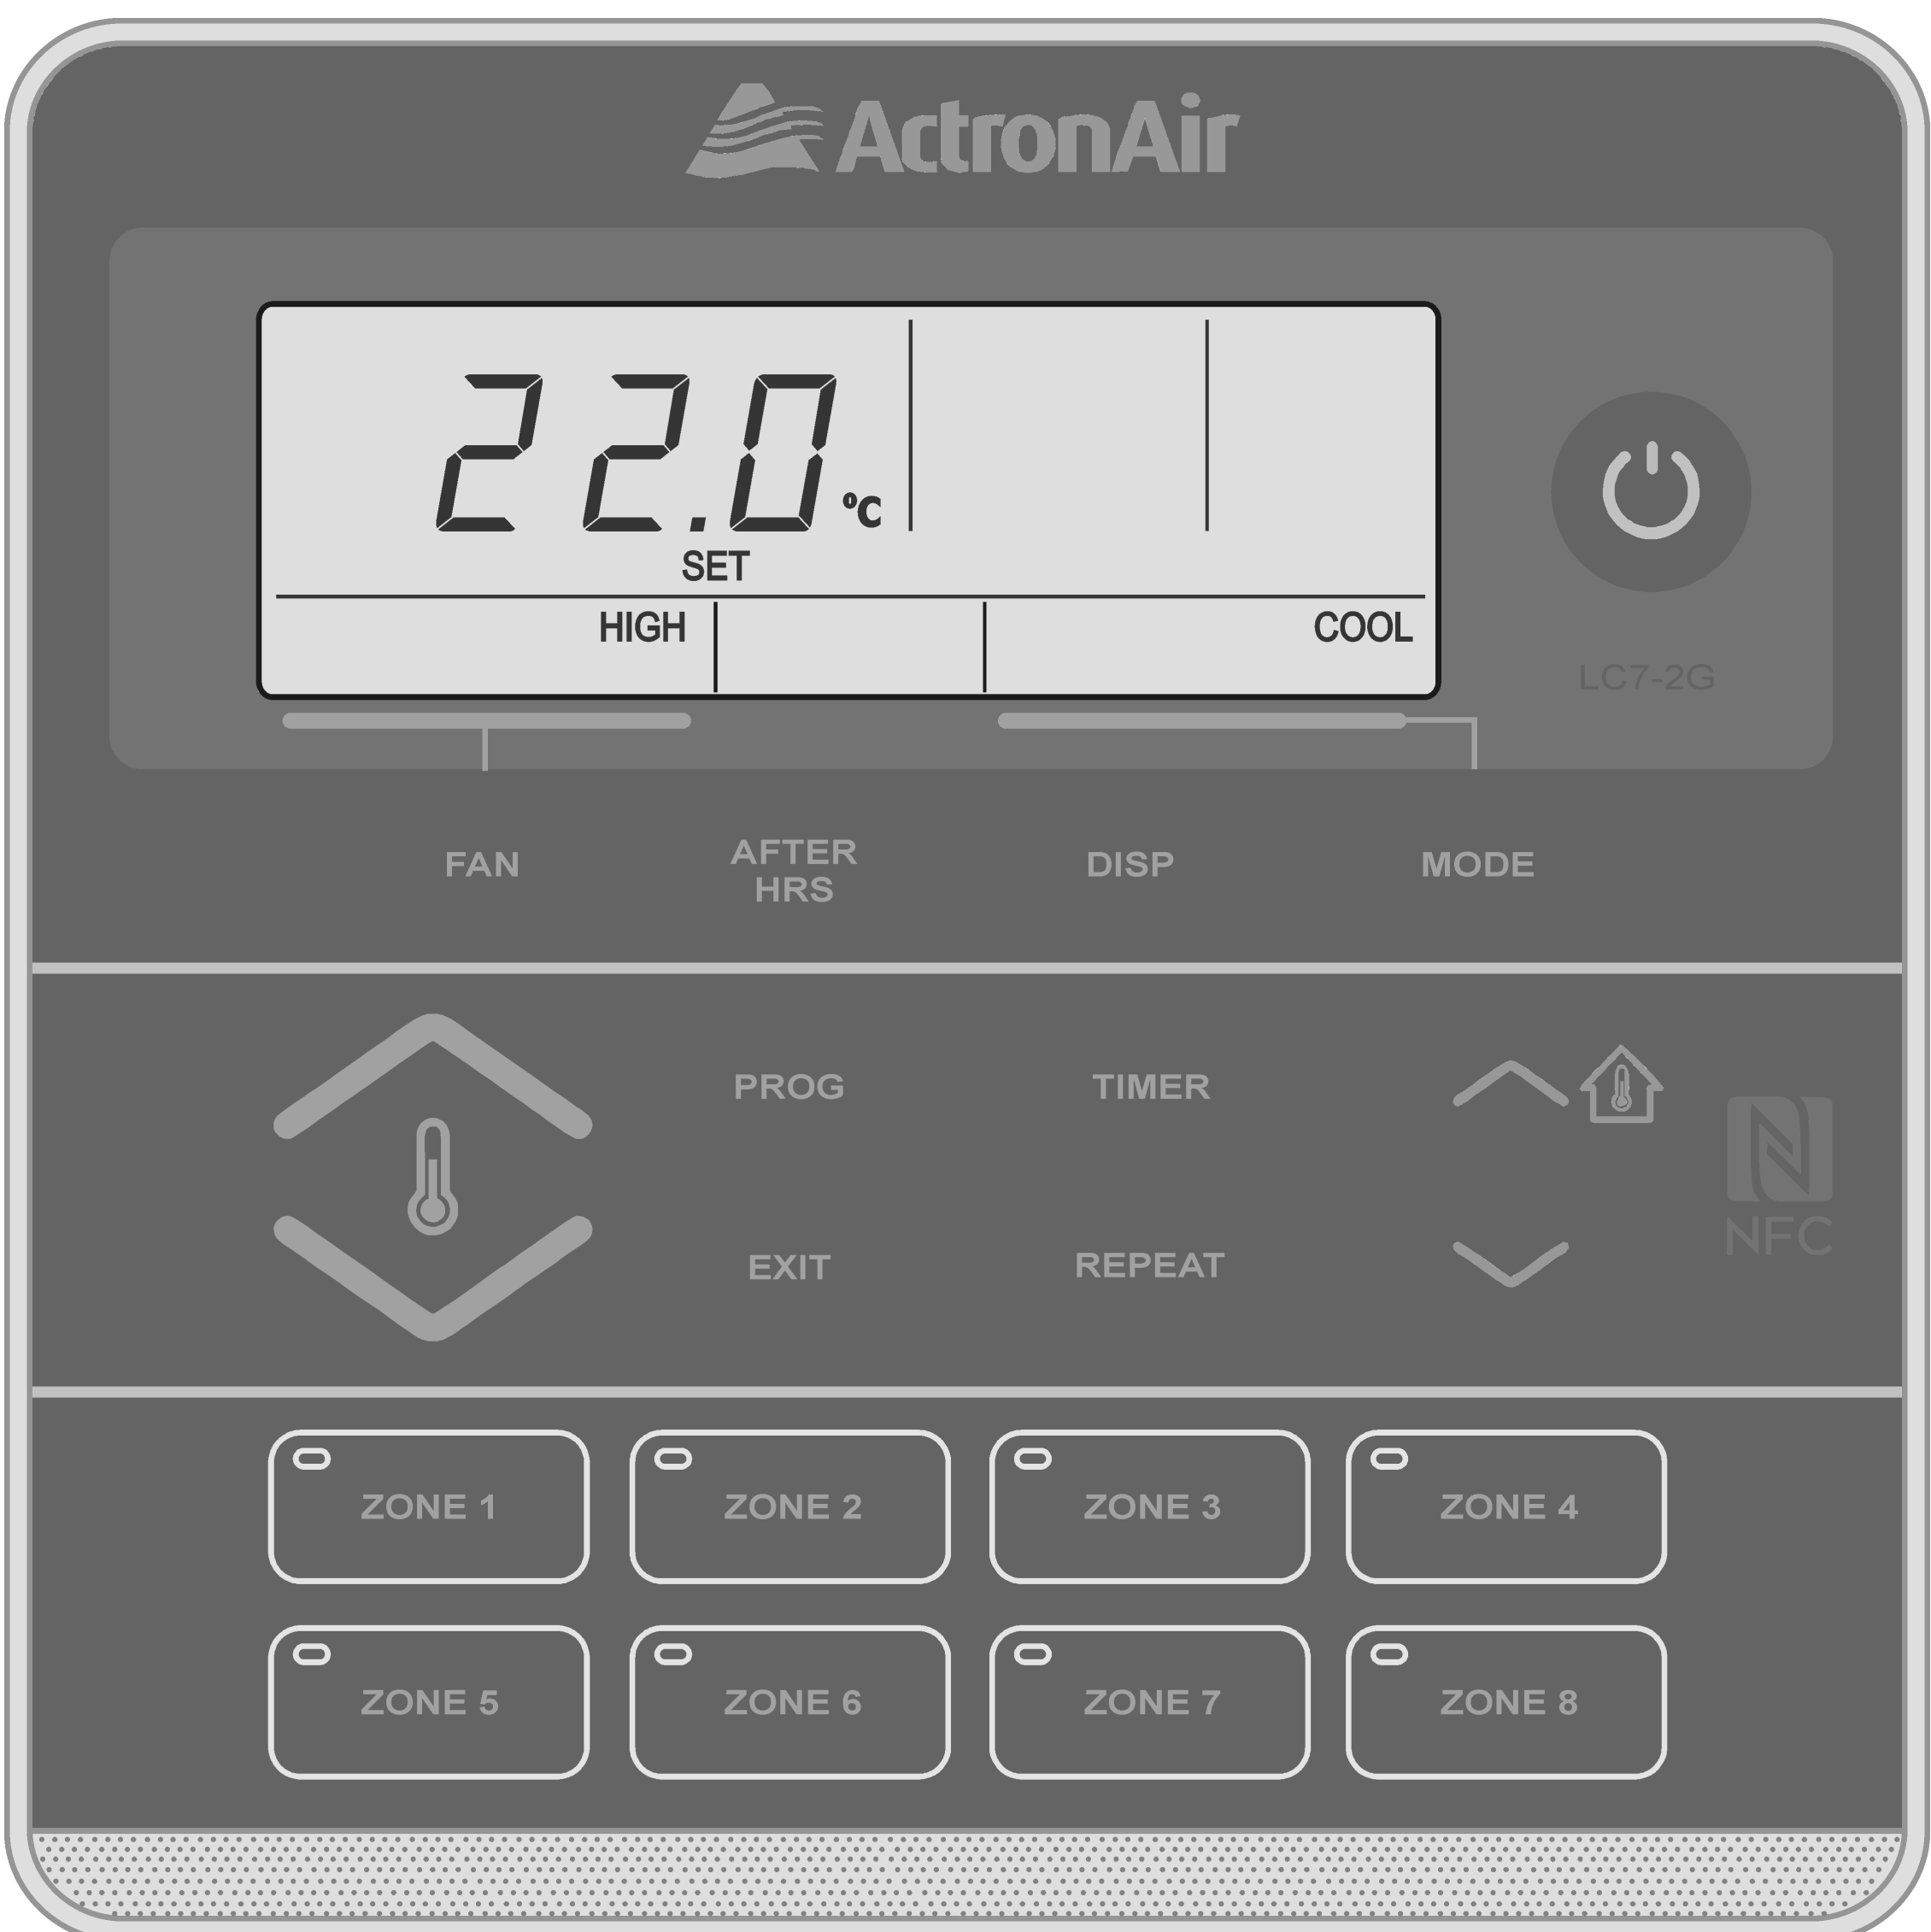 ActronAir
22.0 °C
SET
HIGH COOL
LC7-2G
FAN
AFTER
HRS
DISP
MODE
PROG
TIMER
EXIT
REPEAT
NFC
ZONE 1
ZONE 2
ZONE 3
ZONE 4
ZONE 5
ZONE 6
ZONE 7
ZONE 8